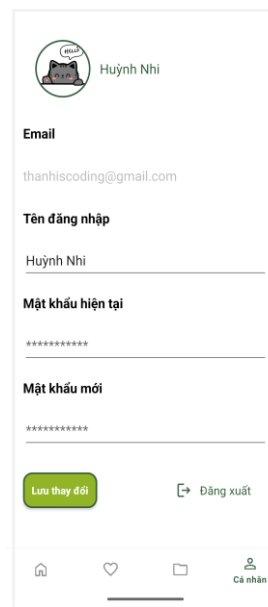 HELLO
Huỳnh Nhi
Email
thanhiscoding@gmail.com
Tên đăng nhập
Huỳnh Nhi
Mật khẩu hiện tại
***********
Mật khẩu mới
***********
Lưu thay đổi
Đăng xuất
Cá nhân